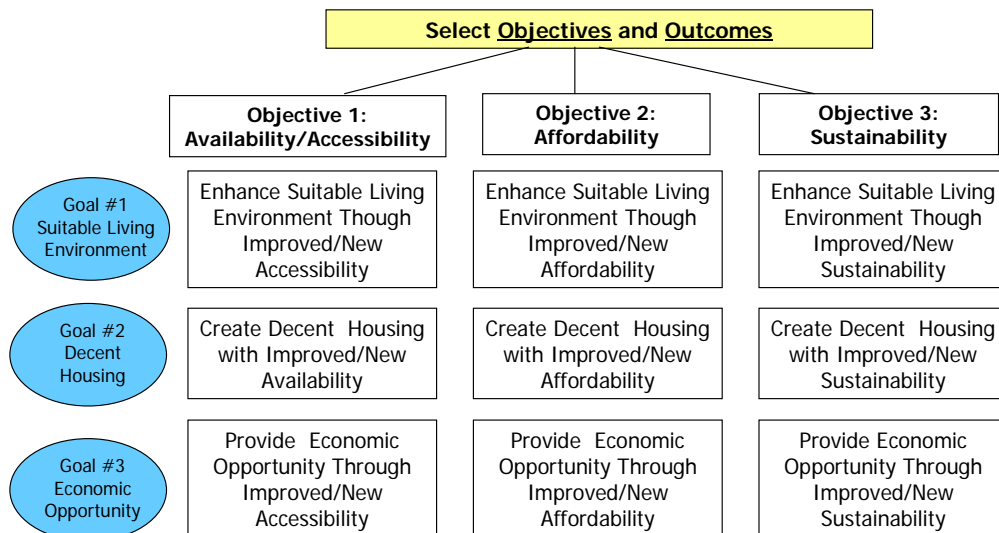 Select Objectives and Outcomes
Objective 1:
Availability/Accessibility
Objective 2:
Affordability
Objective 3:
Sustainability
Goal #1
Suitable Living
Environment
Enhance Suitable Living
Environment Though
Improved/New
Accessibility
Enhance Suitable Living
Environment Though
Improved/New
Affordability
Enhance Suitable Living
Environment Though
Improved/New
Sustainability
Goal #2
Decent
Housing
Create Decent Housing
with Improved/New
Availability
Create Decent Housing
with Improved/New
Affordability
Create Decent Housing
with Improved/New
Sustainability
Goal #3
Economic
Opportunity
Provide Economic
Opportunity Through
Improved/New
Accessibility
Provide Economic
Opportunity Through
Improved/New
Affordability
Provide Economic
Opportunity Through
Improved/New
Sustainability